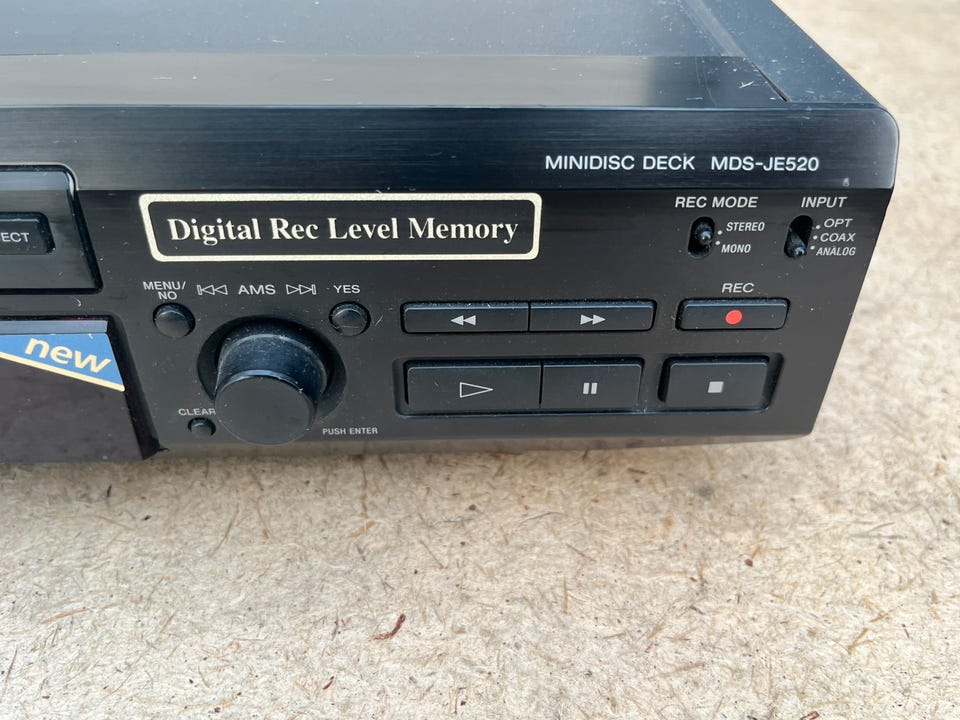 MINIDISC DECK MDS-JE520
Digital Rec Level Memory
REC MODE
STEREO
MONO
INPUT
OPT
COAX
ANALOG
MENU/
NO
AMS
YES
REC
new
CLEAR
PUSH ENTER